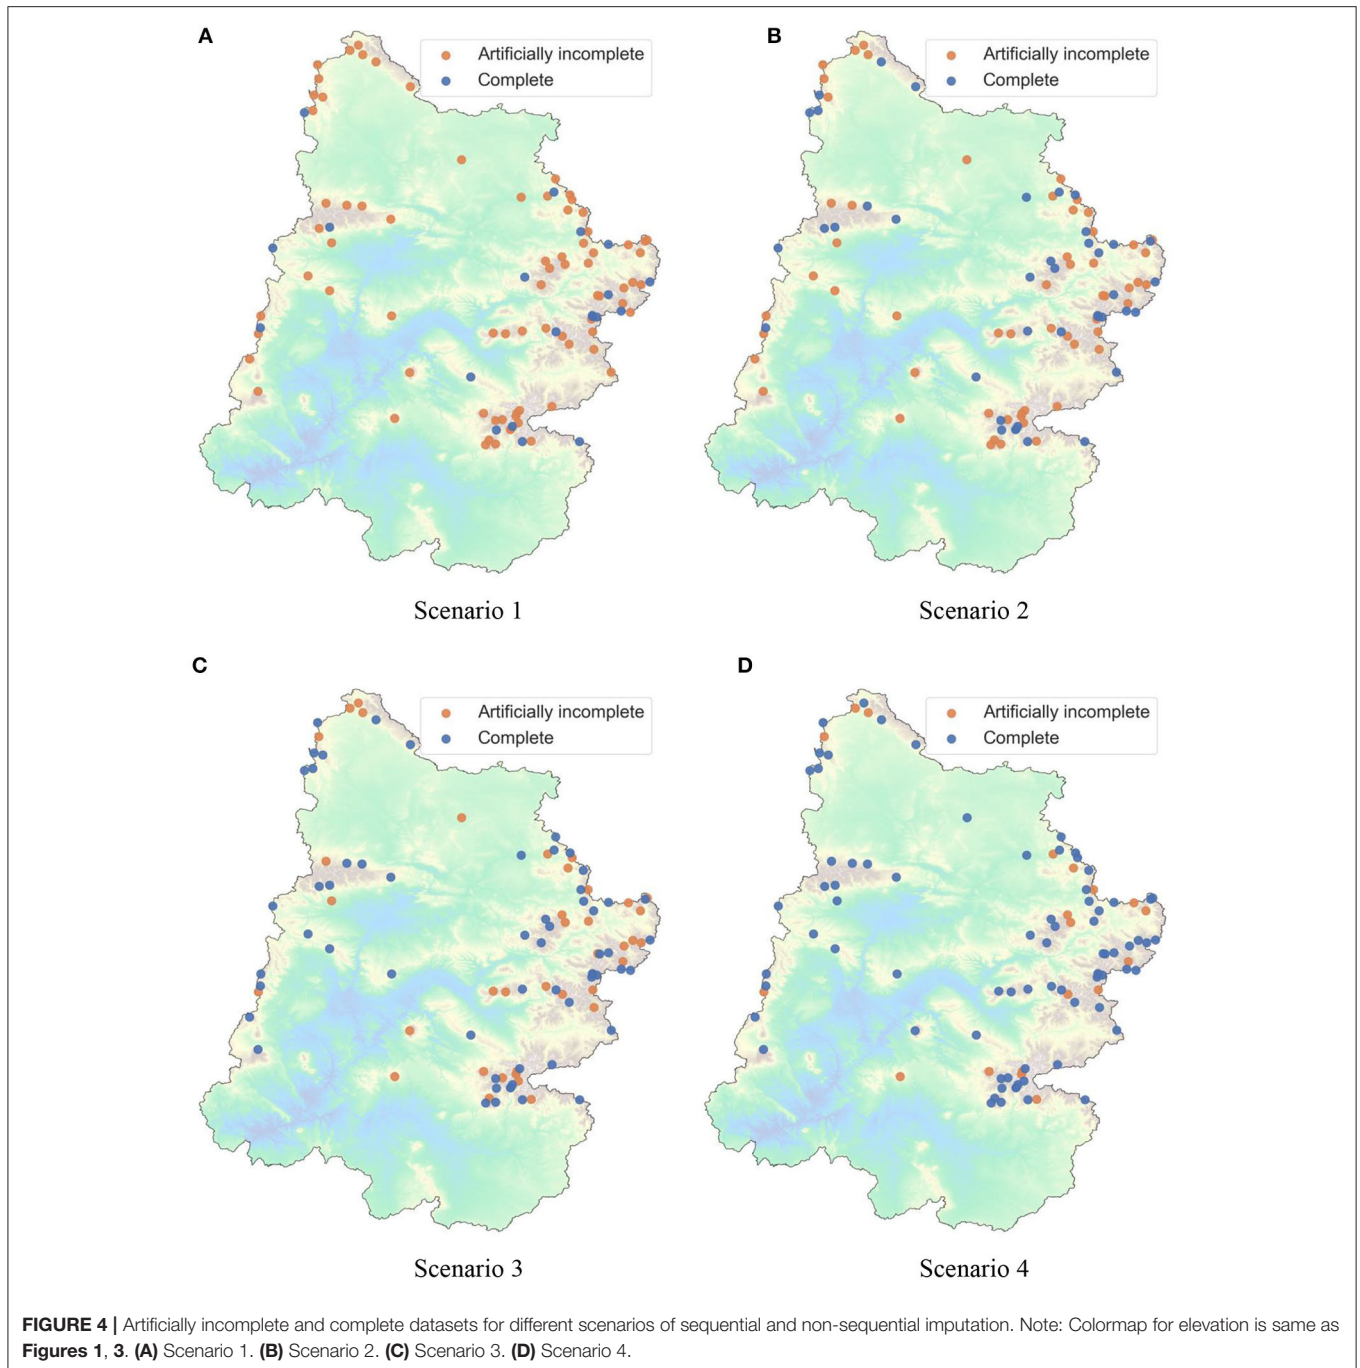 A
Artificially incomplete
Complete
Scenario 1
B
Artificially incomplete
Complete
Scenario 2
C
Artificially incomplete
Complete
Scenario 3
D
Artificially incomplete
Complete
Scenario 4
FIGURE 4 | Artificially incomplete and complete datasets for different scenarios of sequential and non-sequential imputation. Note: Colormap for elevation is same as
Figures 1, 3. (A) Scenario 1. (B) Scenario 2. (C) Scenario 3. (D) Scenario 4.